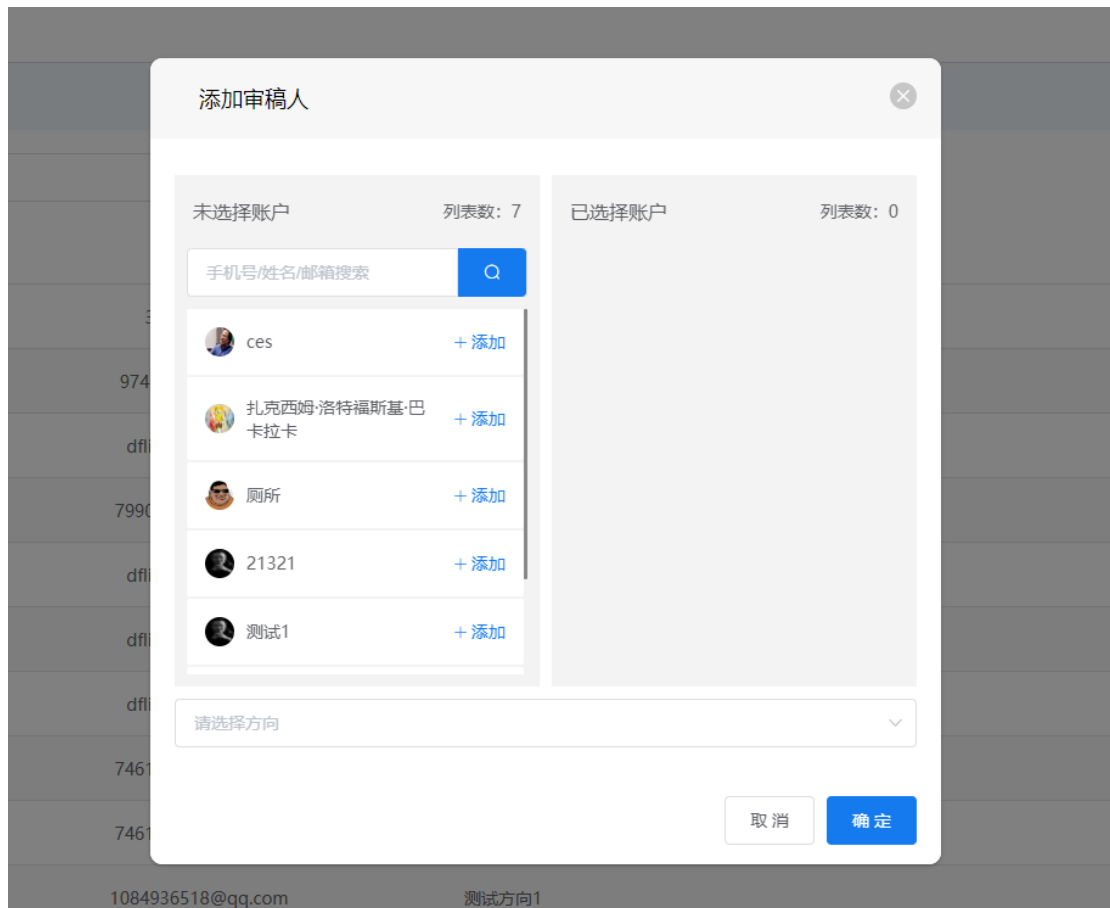 添加审稿人
未选择账户 列表数：7
已选择账户 列表数：0
手机号/姓名/邮箱搜索
ces +添加
扎克西姆·洛特福斯基·巴
卡拉卡
+添加
厕所 +添加
21321 +添加
测试1 +添加
请选择方向
取 消 确 定
974
dfli
7990
dfli
dfli
dfli
7461
7461
1084936518@qq.com 测试方向1